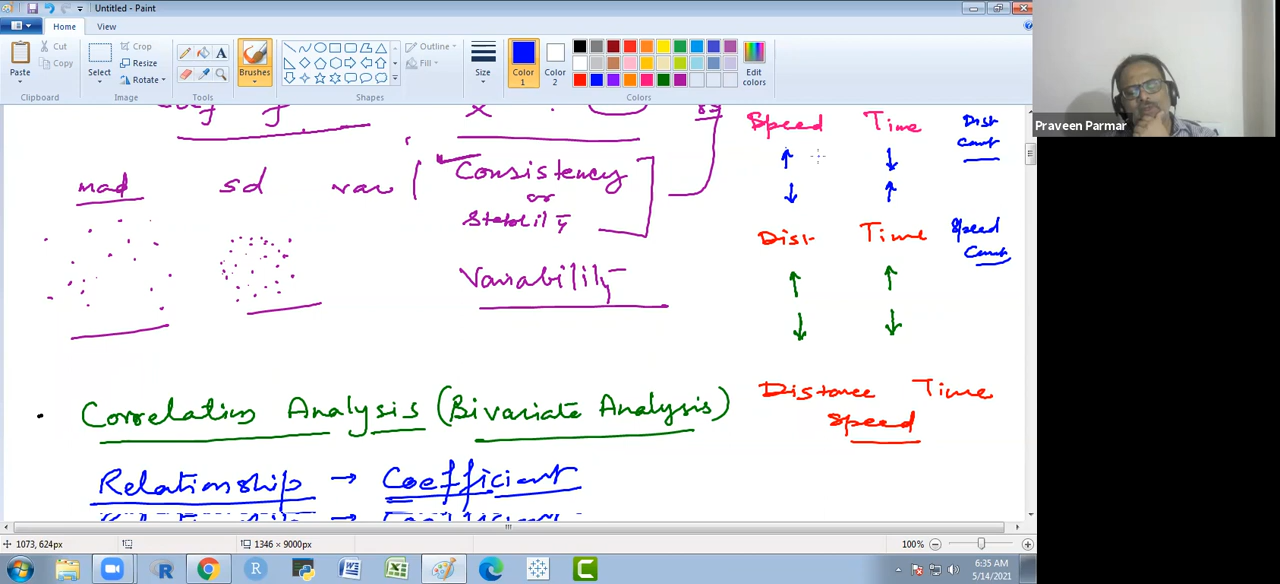 Untitled - Paint
Home View
Paste
Cut
Copy
Clipboard
Select
Crop
Resize
Rotate
Image
Tools
Brushes
Shapes
Outline
Fill
Size
Color 1
Color 2
Colors
Edit colors
Praveen Parmar
mad sd var
Consistency
or
Stability
Variability
Speed Time Dist
Const
Dist Time Speed
Const
Distance Time
Speed
• Correlation Analysis (Bivariate Analysis)
Relationship → Coefficient
1073, 624px
1346 × 9000px
100%
6:35 AM
5/14/2021